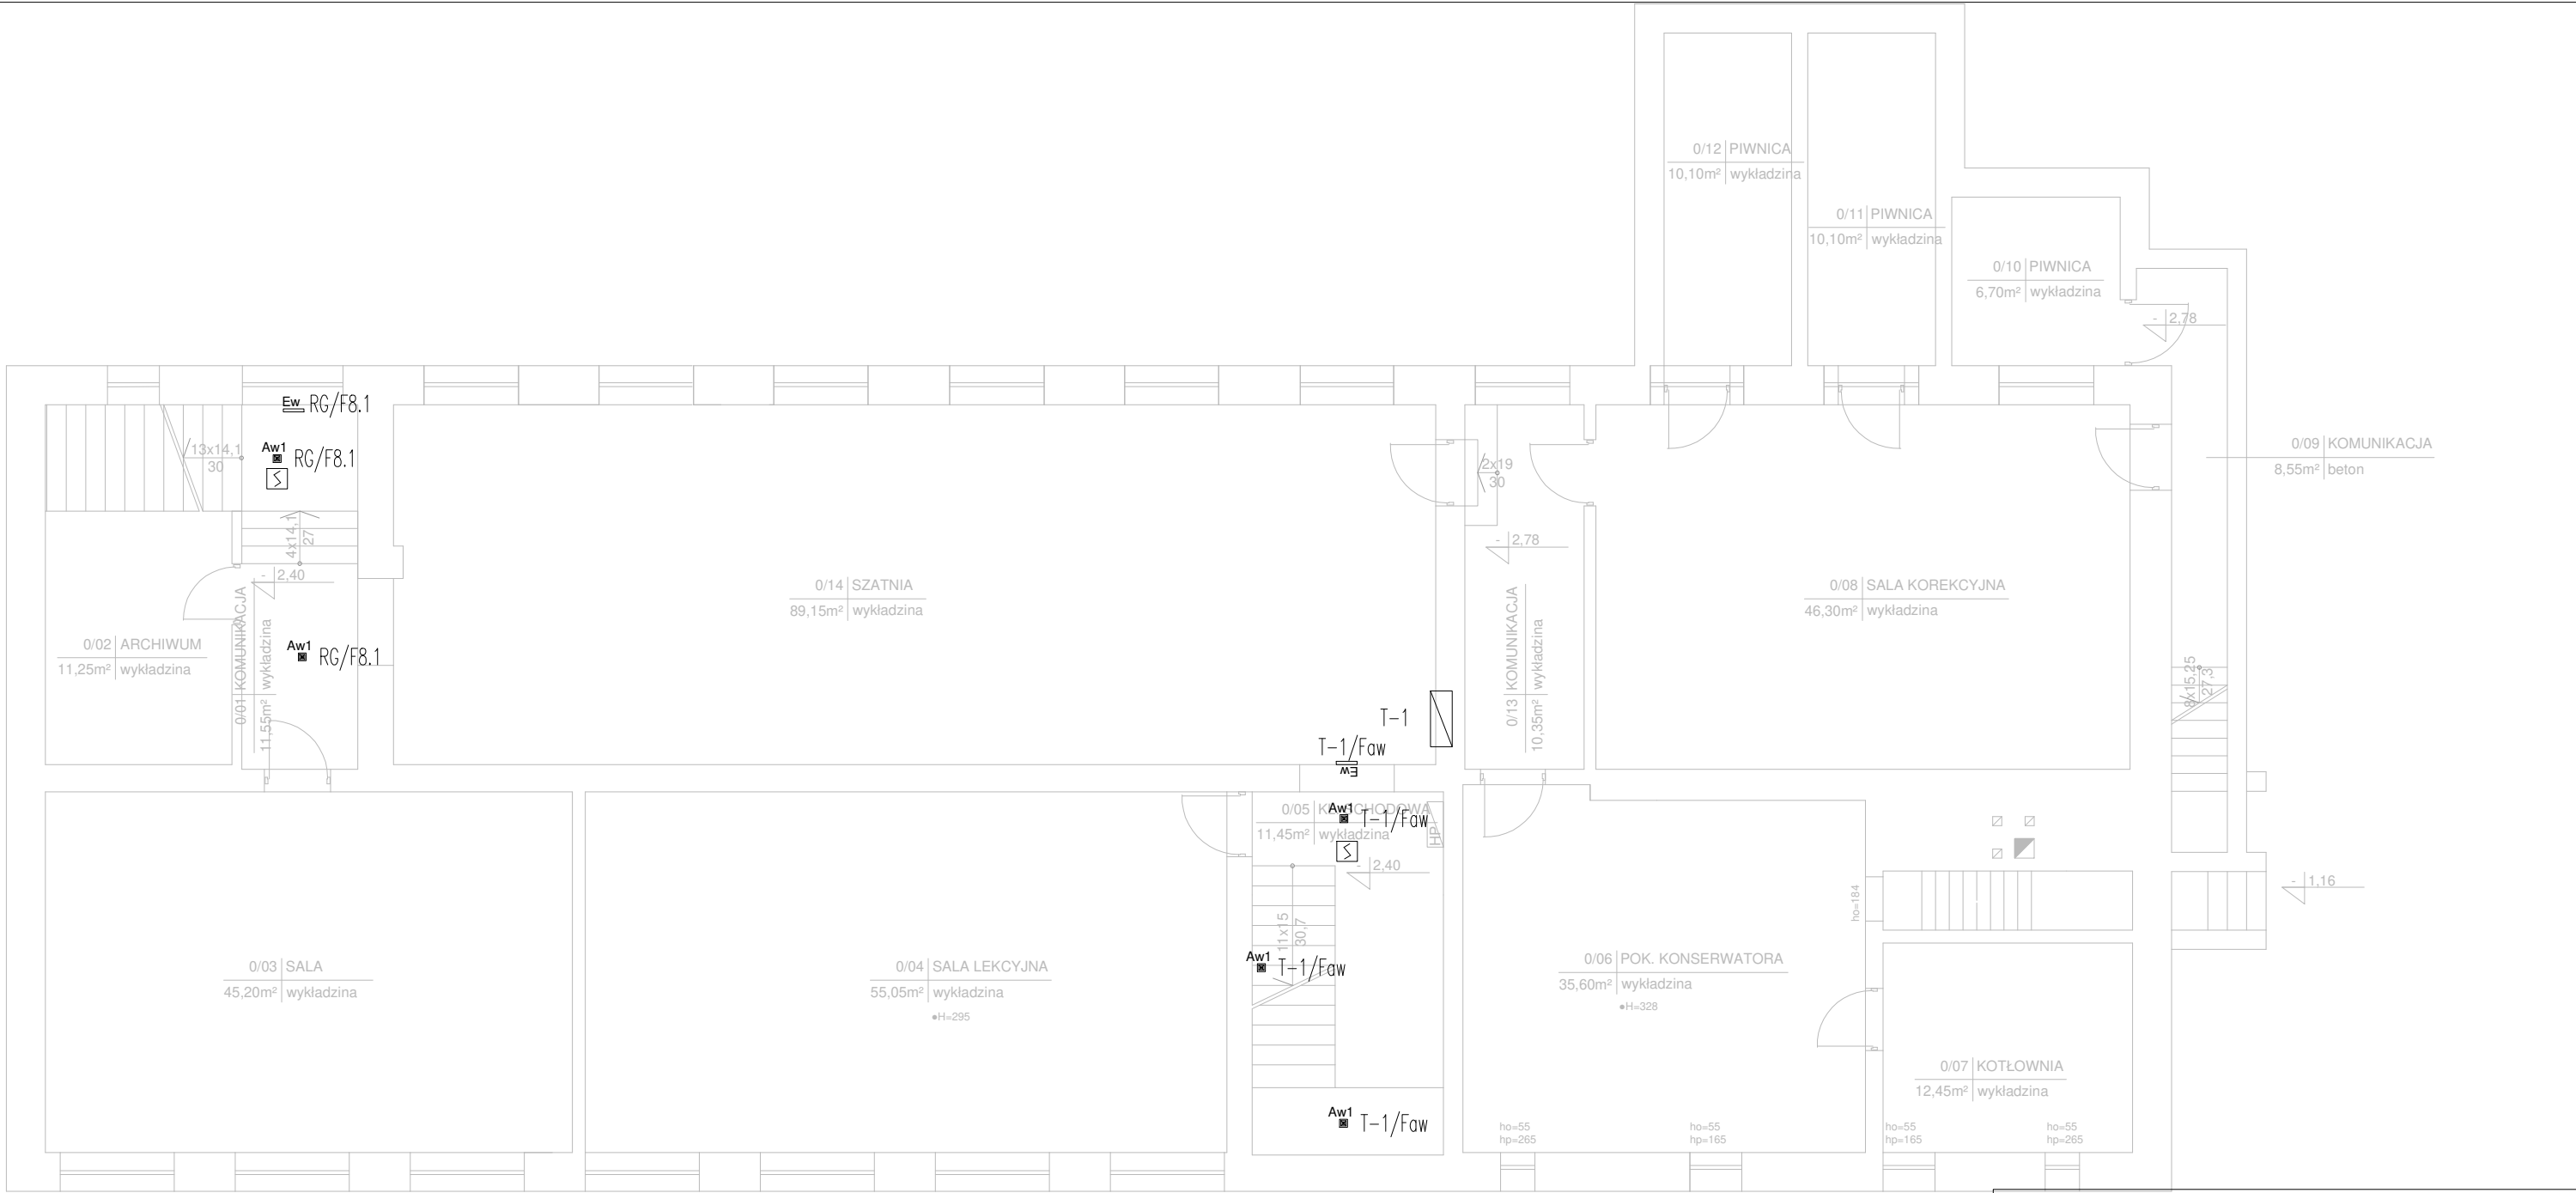 0/12 PIWNICA
10,10m² wykładzina
0/11 PIWNICA
10,10m² wykładzina
0/10 PIWNICA
6,70m² wykładzina
- 2,78
Ew RG/F8.1
Aw1
RG/F8.1
13x14,1
30
4x14,1
27
- 2,40
0/02 ARCHIWUM
11,25m² wykładzina
0/01 KOMUNIKACJA
11,55m² wykładzina
Aw1
RG/F8.1
0/14 SZATNIA
89,15m² wykładzina
2x19
30
- 2,78
0/13 KOMUNIKACJA
10,35m² wykładzina
0/08 SALA KOREKCYJNA
46,30m² wykładzina
0/09 KOMUNIKACJA
8,55m² beton
8x15,25
27,3
T-1
T-1/Faw
Ew
0/05
11,45m² wykładzina
Aw1
T-1/Faw
HP
- 2,40
11x15
30,7
Aw1
T-1/Faw
Aw1
T-1/Faw
0/03 SALA
45,20m² wykładzina
0/04 SALA LEKCYJNA
55,05m² wykładzina
H=295
0/06 POK. KONSERWATORA
35,60m² wykładzina
H=328
ho=184
- 1,16
0/07 KOTŁOWNIA
12,45m² wykładzina
ho=55
hp=265
ho=55
hp=165
ho=55
hp=165
ho=55
hp=265